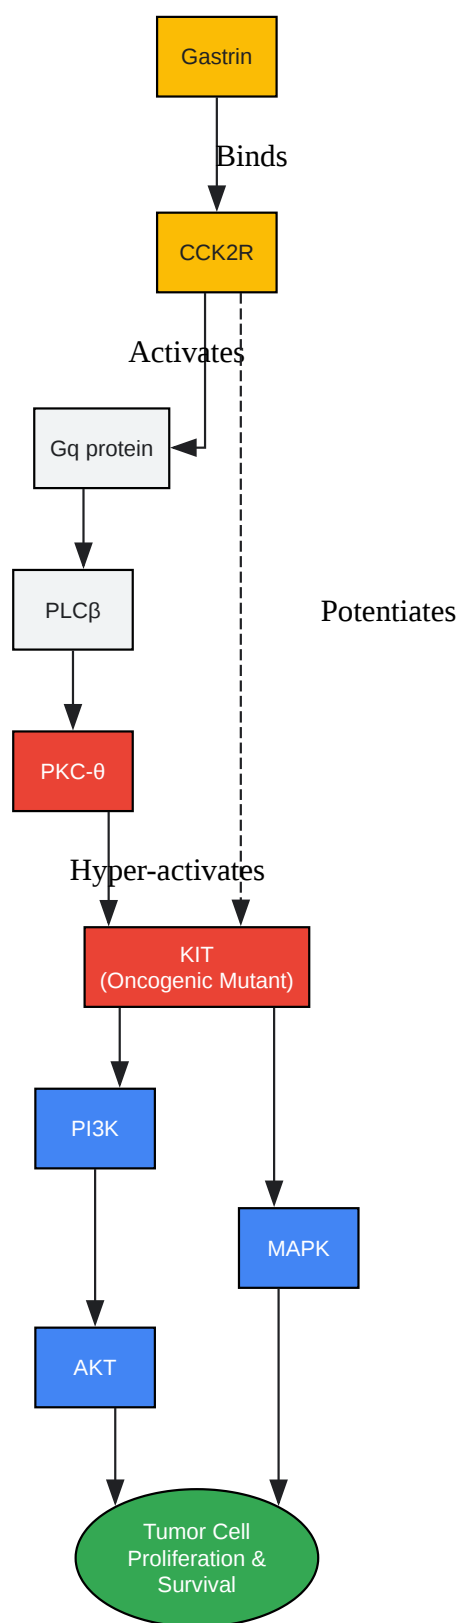 Gastrin
Binds
CCK2R
Activates
Gq protein
PLCβ
Potentiates
PKC-θ
Hyper-activates
KIT
(Oncogenic Mutant)
PI3K
MAPK
AKT
Tumor Cell
Proliferation &
Survival